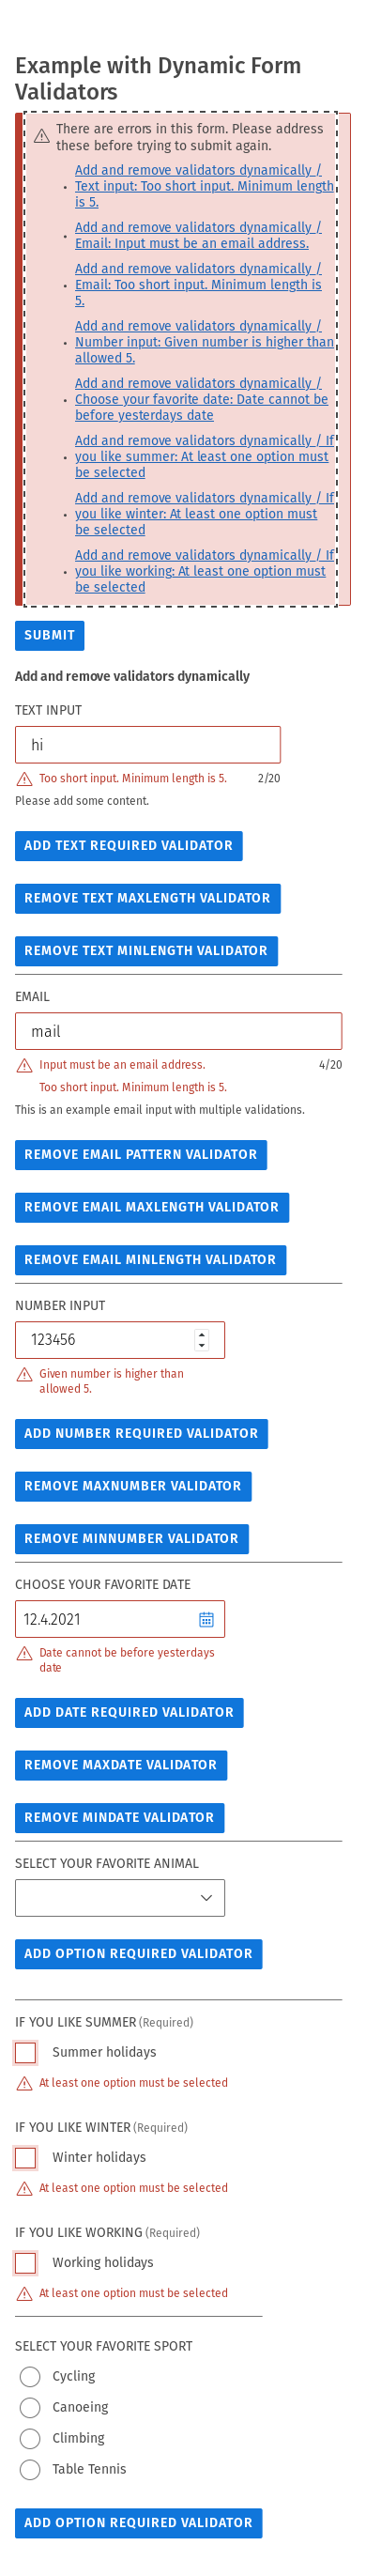 Example with Dynamic Form
Validators
There are errors in this form. Please address
these before trying to submit again.
Add and remove validators dynamically /
Text input: Too short input. Minimum length
is 5.
Add and remove validators dynamically /
Email: Input must be an email address.
Add and remove validators dynamically /
Email: Too short input. Minimum length is
5.
Add and remove validators dynamically /
Number input: Given number is higher than
allowed 5.
Add and remove validators dynamically /
Choose your favorite date: Date cannot be
before yesterdays date
Add and remove validators dynamically / If
you like summer: At least one option must
be selected
Add and remove validators dynamically / If
you like winter: At least one option must
be selected
Add and remove validators dynamically / If
you like working: At least one option must
be selected
SUBMIT
Add and remove validators dynamically
TEXT INPUT
hi
Too short input. Minimum length is 5. 2/20
Please add some content.
ADD TEXT REQUIRED VALIDATOR
REMOVE TEXT MAXLENGTH VALIDATOR
REMOVE TEXT MINLENGTH VALIDATOR
EMAIL
mail
Input must be an email address. 4/20
Too short input. Minimum length is 5.
This is an example email input with multiple validations.
REMOVE EMAIL PATTERN VALIDATOR
REMOVE EMAIL MAXLENGTH VALIDATOR
REMOVE EMAIL MINLENGTH VALIDATOR
NUMBER INPUT
123456
Given number is higher than
allowed 5.
ADD NUMBER REQUIRED VALIDATOR
REMOVE MAXNUMBER VALIDATOR
REMOVE MINNUMBER VALIDATOR
CHOOSE YOUR FAVORITE DATE
12.4.2021
Date cannot be before yesterdays
date
ADD DATE REQUIRED VALIDATOR
REMOVE MAXDATE VALIDATOR
REMOVE MINDATE VALIDATOR
SELECT YOUR FAVORITE ANIMAL
ADD OPTION REQUIRED VALIDATOR
IF YOU LIKE SUMMER (Required)
Summer holidays
At least one option must be selected
IF YOU LIKE WINTER (Required)
Winter holidays
At least one option must be selected
IF YOU LIKE WORKING (Required)
Working holidays
At least one option must be selected
SELECT YOUR FAVORITE SPORT
Cycling
Canoeing
Climbing
Table Tennis
ADD OPTION REQUIRED VALIDATOR